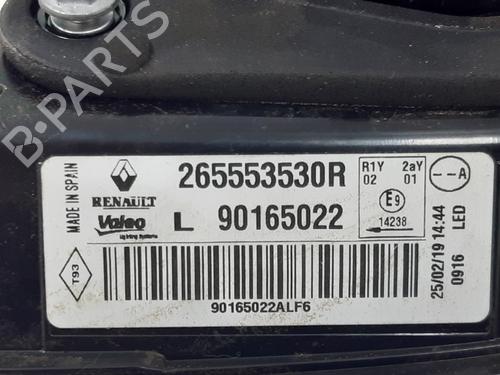 B-PARTS
MADE IN SPAIN
RENAULT
Valeo
Lighting Systems
265553530R
L 90165022
R1Y 2aY
02 01
E9
14238
A
25/02/19 14:44
0916 LED
T93
90165022ALF6